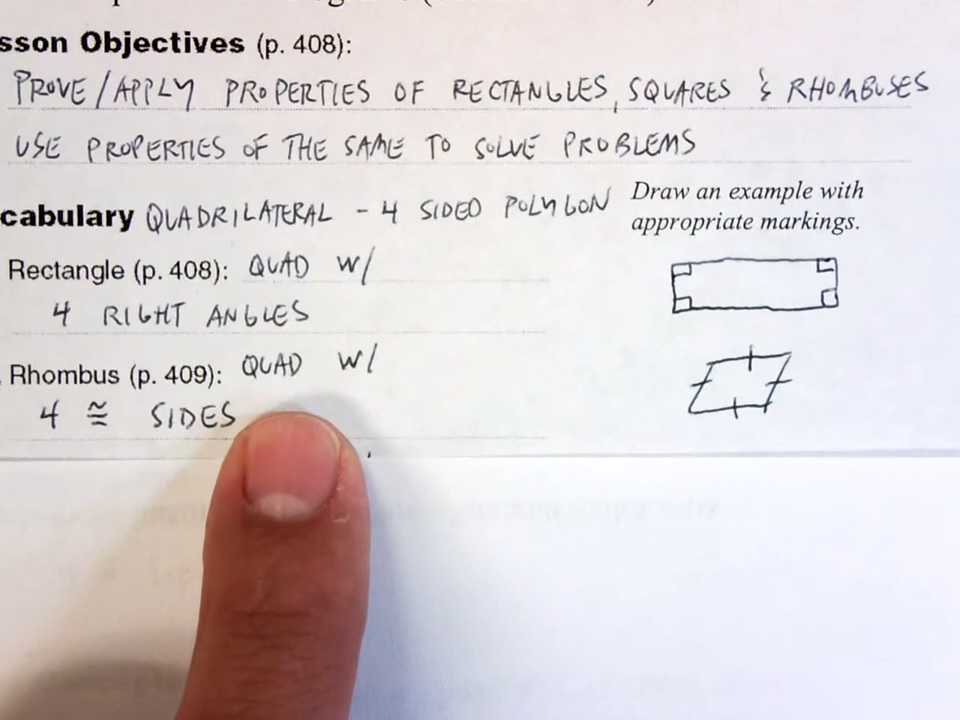 sson Objectives (p. 408):
PROVE/APPLY PROPERTIES OF RECTANGLES, SQUARES & RHOMBUSES
USE PROPERTIES OF THE SAME TO SOLVE PROBLEMS
cabulary QUADRILATERAL - 4 SIDED POLYGON
Draw an example with
appropriate markings.
Rectangle (p. 408): QUAD W/
4 RIGHT ANGLES
Rhombus (p. 409): QUAD W/
4 ≅ SIDES